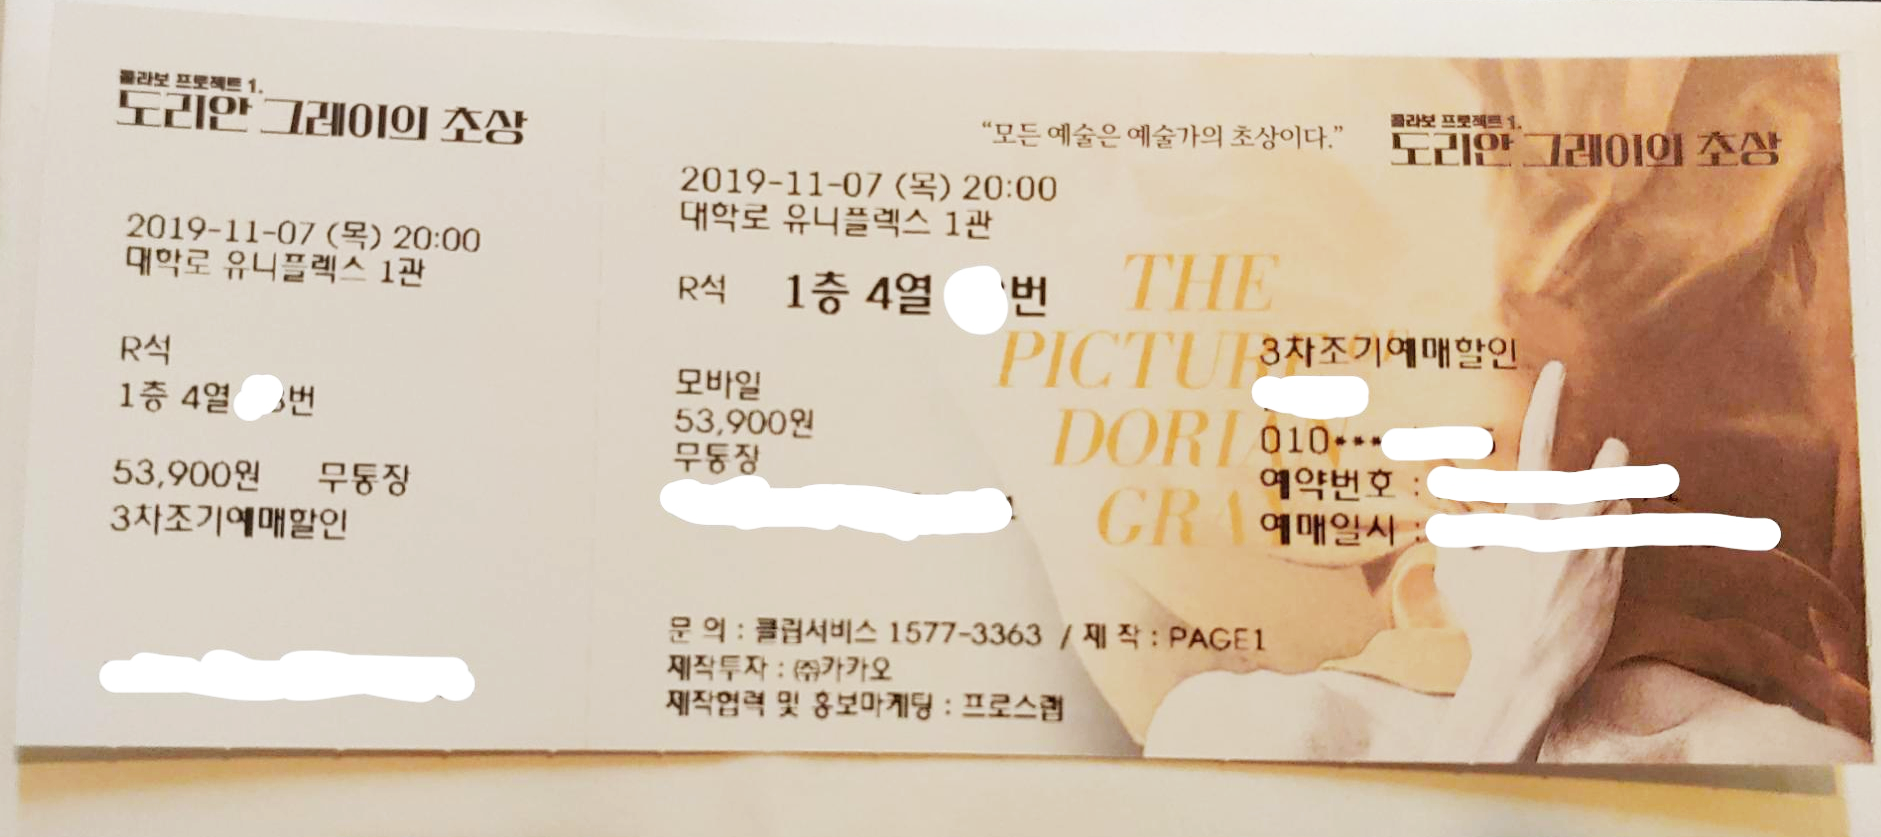 콜라보 프로젝트 1.
도리안 그레이의 초상
2019-11-07 (목) 20:00
대학로 유니플렉스 1관
R석
1층 4열 번
53,900원 무통장
3차조기예매할인
“모든 예술은 예술가의 초상이다.”
콜라보 프로젝트 1.
도리안 그레이의 초상
2019-11-07 (목) 20:00
대학로 유니플렉스 1관
R석 1층 4열 번
THE
PICTURE
DORIAN
GRA
모바일
53,900원
무통장
3차조기예매할인
010***
예약번호 :
예매일시 :
문 의 : 클립서비스 1577-3363 / 제 작 : PAGE1
제작투자 : ㈜카카오
제작협력 및 홍보마케팅 : 프로스랩